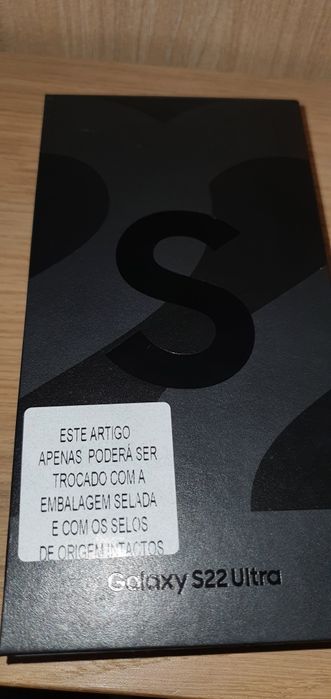 S
ESTE ARTIGO
APENAS PODERÁ SER
TROCADO COM A
EMBALAGEM SELADA
E COM OS SELOS
DE ORIGEM INTACTOS
Galaxy S22 Ultra